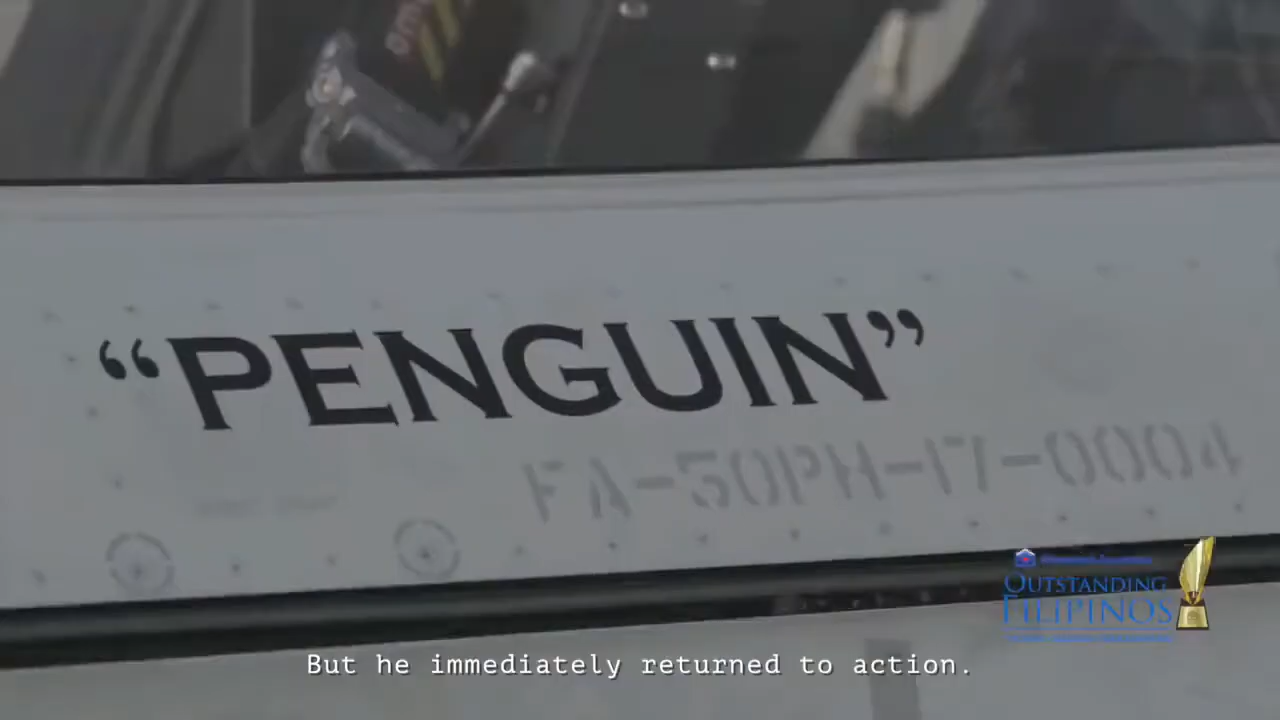 “PENGUIN”
FA-50PH-17-0004
OUTSTANDING
FILIPINOS
But he immediately returned to action.